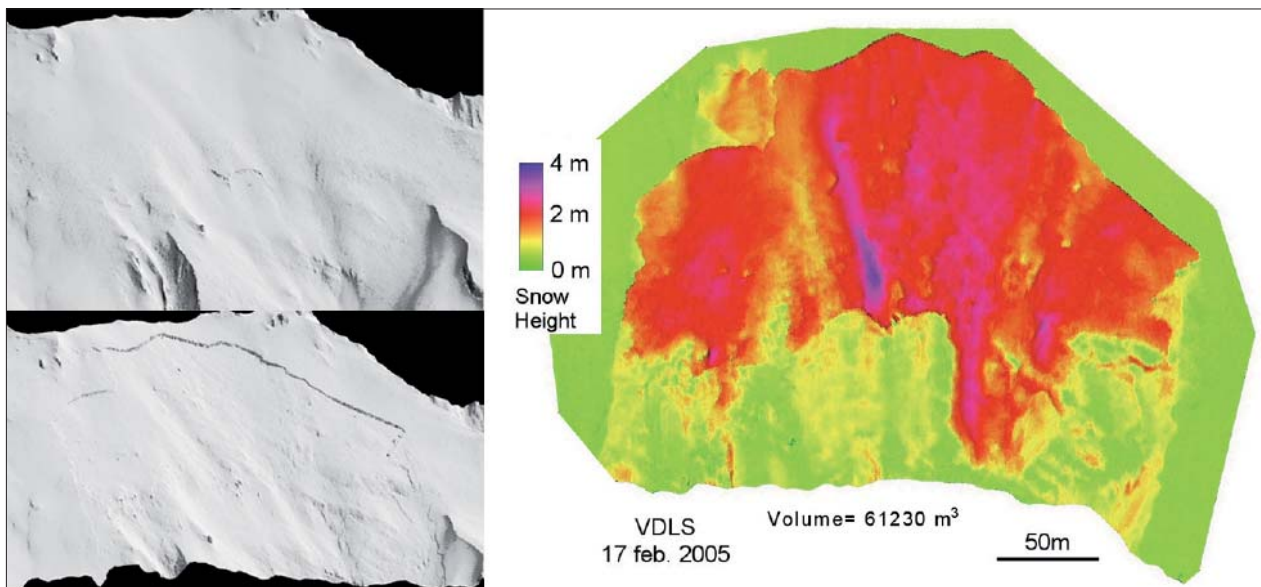 4 m
2 m
0 m
Snow
Height
VDLS
17 feb. 2005
Volume= 61230 m³
50m